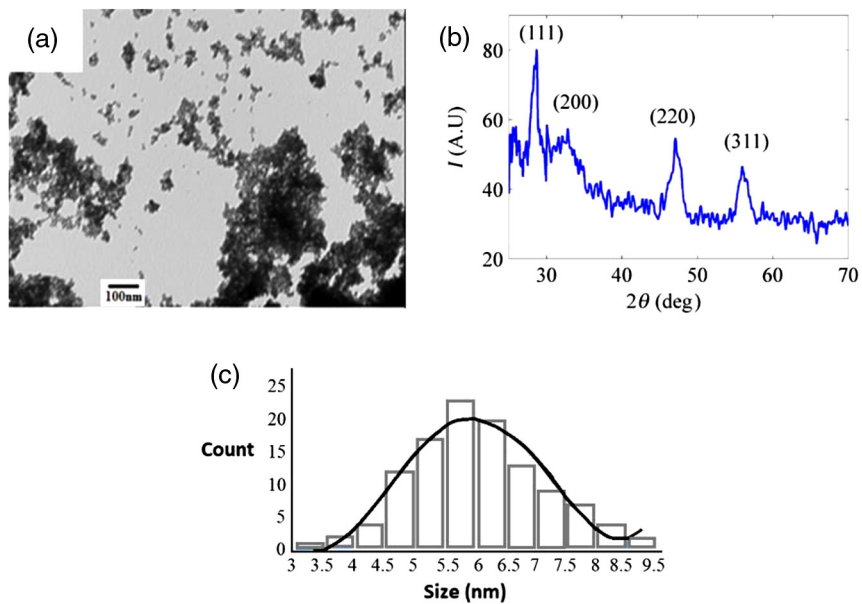 (a)
100nm
(b)
(111)
(200)
(220)
(311)
80
60
40
20
I (A.U)
30 40 50 60 70
2θ (deg)
(c)
25
20
15
10
5
0
Count
3 3.5 4 4.5 5 5.5 6 6.5 7 7.5 8 8.5 9.5
Size (nm)